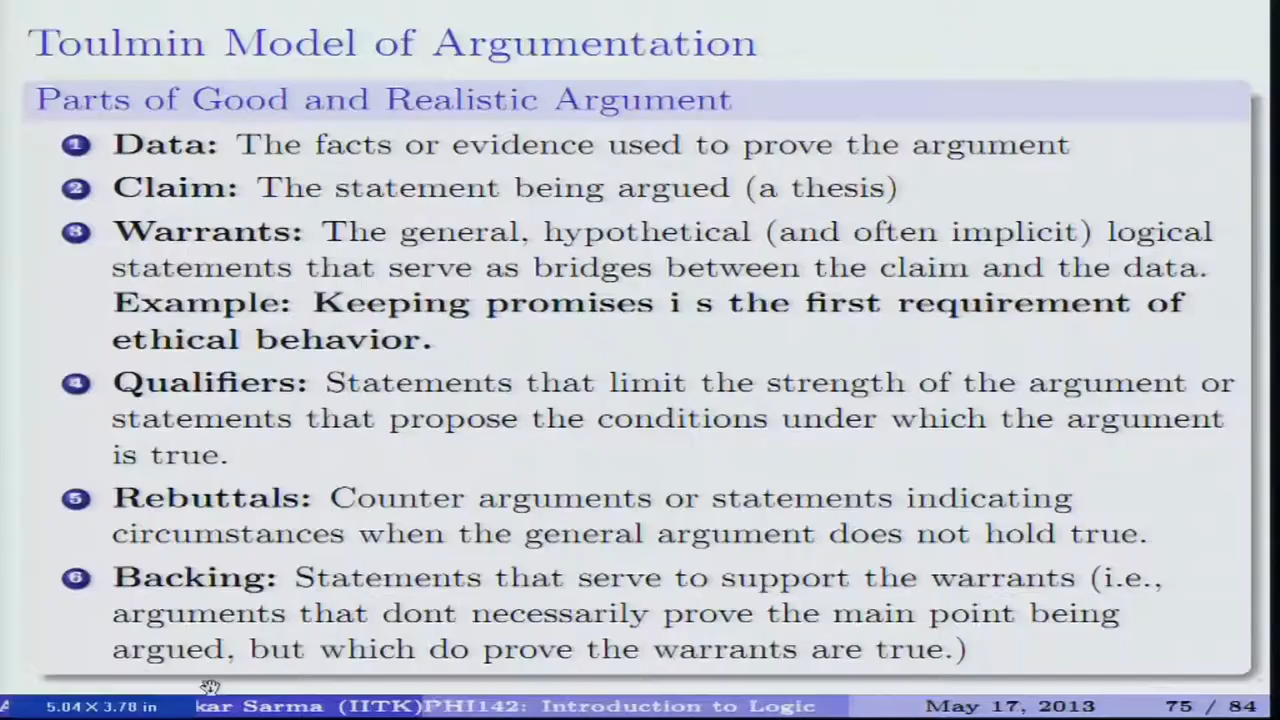 Toulmin Model of Argumentation
Parts of Good and Realistic Argument
1 Data: The facts or evidence used to prove the argument
2 Claim: The statement being argued (a thesis)
3 Warrants: The general, hypothetical (and often implicit) logical
statements that serve as bridges between the claim and the data.
Example: Keeping promises i s the first requirement of
ethical behavior.
4 Qualifiers: Statements that limit the strength of the argument or
statements that propose the conditions under which the argument
is true.
5 Rebuttals: Counter arguments or statements indicating
circumstances when the general argument does not hold true.
6 Backing: Statements that serve to support the warrants (i.e.,
arguments that dont necessarily prove the main point being
argued, but which do prove the warrants are true.)
A 5.04 X 3.78 in kar Sarma (IITK) PHI142: Introduction to Logic May 17, 2013 75 / 84